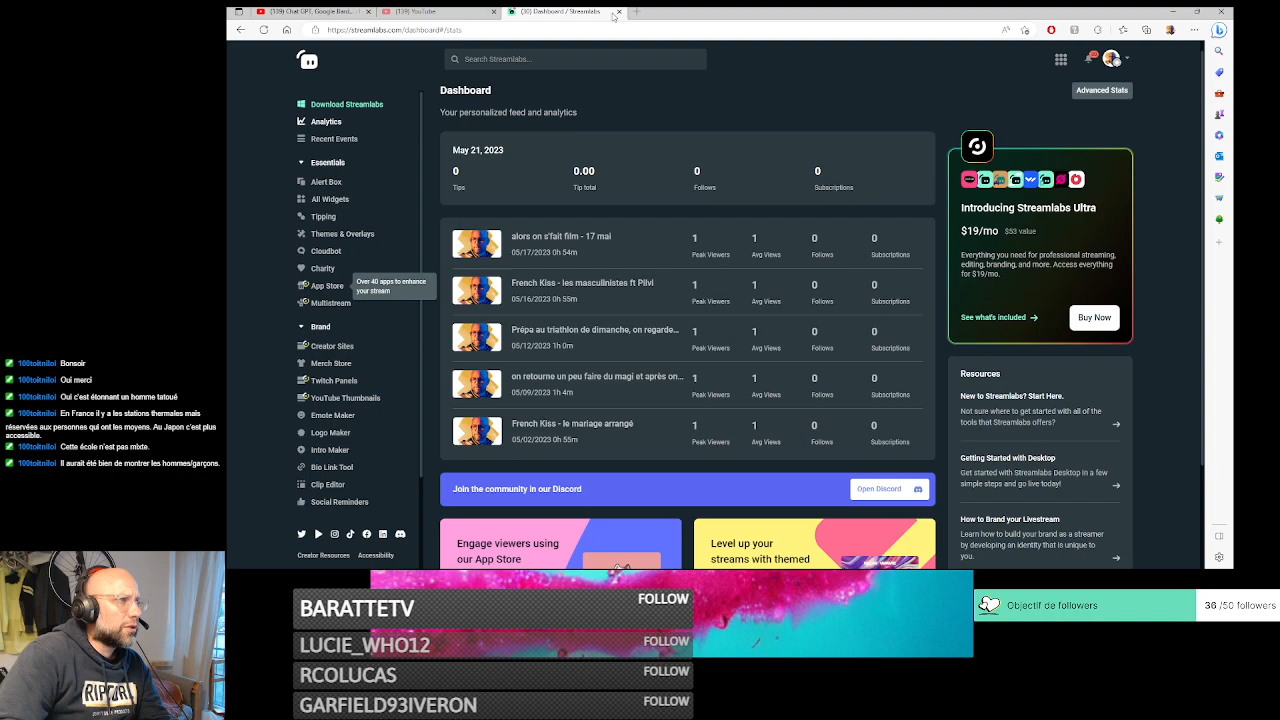 (139) Chat GPT, Google Bard,
(139) YouTube
(30) Dashboard / Streamlabs
https://streamlabs.com/dashboard#/stats
Search Streamlabs...
Download Streamlabs
Analytics
Recent Events
Essentials
Alert Box
All Widgets
Tipping
Themes & Overlays
Cloudbot
Charity
App Store
Over 40 apps to enhance
your stream
Multistream
Brand
Creator Sites
Merch Store
Twitch Panels
YouTube Thumbnails
Emote Maker
Logo Maker
Intro Maker
Bio Link Tool
Clip Editor
Social Reminders
Creator Resources
Accessibility
Dashboard
Your personalized feed and analytics
Advanced Stats
May 21, 2023
0 0.00 0 0
Tips Tip total Follows Subscriptions
alors on s'fait film - 17 mai 1 1 0 0
05/17/2023 0h 54m Peak Viewers Avg Views Follows Subscriptions
French Kiss - les masculinistes ft Pilvi 1 1 0 0
05/16/2023 0h 55m Peak Viewers Avg Views Follows Subscriptions
Prépa au triathlon de dimanche, on regarde... 1 1 0 0
05/12/2023 1h 0m Peak Viewers Avg Views Follows Subscriptions
on retourne un peu faire du magi et après on... 1 1 0 0
05/09/2023 1h 4m Peak Viewers Avg Views Follows Subscriptions
French Kiss - le mariage arrangé 1 1 0 0
05/02/2023 0h 55m Peak Viewers Avg Views Follows Subscriptions
Join the community in our Discord
Open Discord
Engage viewers using
our App Store
Level up your
streams with themed
Introducing Streamlabs Ultra
$19/mo $53 value
Everything you need for professional
streaming, editing, branding, and more. Access everything
for $19/mo.
See what's included
Buy Now
Resources
New to Streamlabs? Start Here.
Not sure where to get started with all of the
tools that Streamlabs offers?
Getting Started with Desktop
Get started with Streamlabs Desktop in a few
simple steps and go live today!
How to Brand your Livestream
Learn how to build your brand as a streamer
by developing an identity that is unique to
you.
100toitniloi Bonsoir
100toitniloi Oui merci
100toitniloi Oui c'est étonnant un homme tatoué
100toitniloi En France il y a les stations thermales mais
réservées aux personnes qui ont les moyens. Au Japon c'est plus
accessible.
100toitniloi Cette école n'est pas mixte.
100toitniloi Il aurait été bien de montrer les hommes/garçons.
BARATTETV FOLLOW
LUCIE_WHO12 FOLLOW
RCOLUCAS FOLLOW
GARFIELD93IVERON FOLLOW
Objectif de followers
36 /50 followers